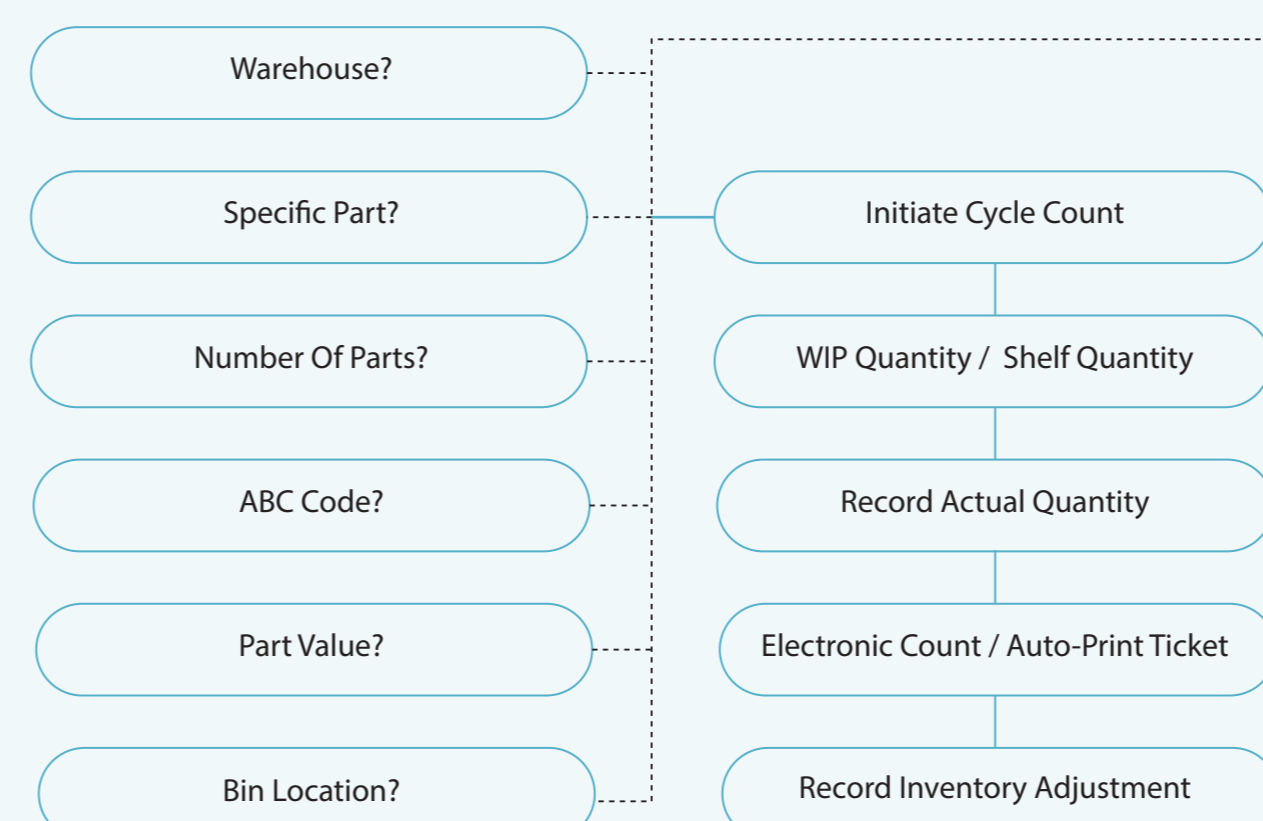 Warehouse?
Specific Part?
Number Of Parts?
ABC Code?
Part Value?
Bin Location?
Initiate Cycle Count
WIP Quantity /  Shelf Quantity
Record Actual Quantity
Electronic Count / Auto-Print Ticket
Record Inventory Adjustment